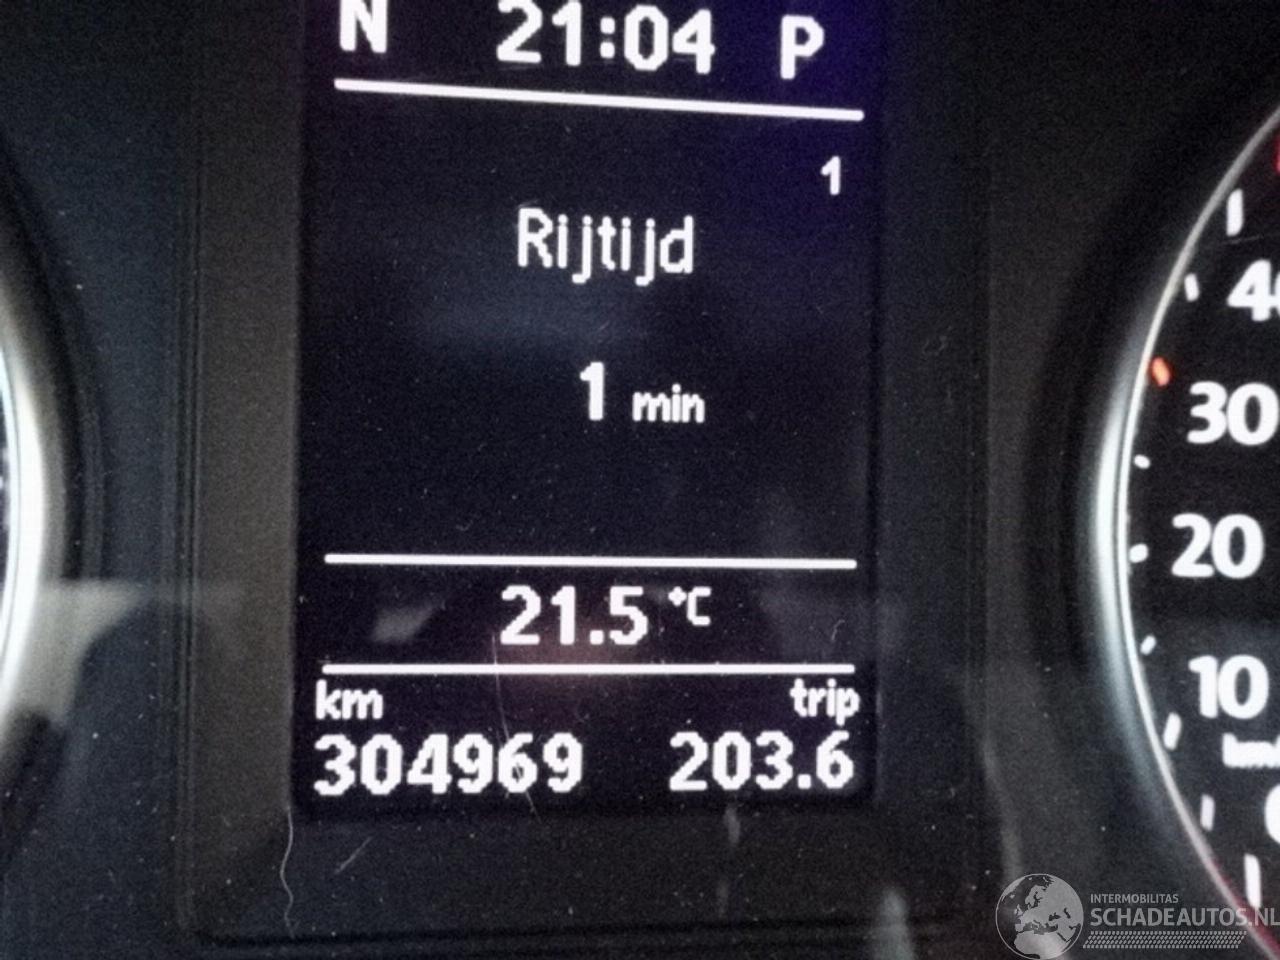 N 21:04 P
1
Rijtijd
1 min
21.5 °C
km trip
304969 203.6
30
20
10
INTERMOBILITAS
SCHADEAUTOS.NL